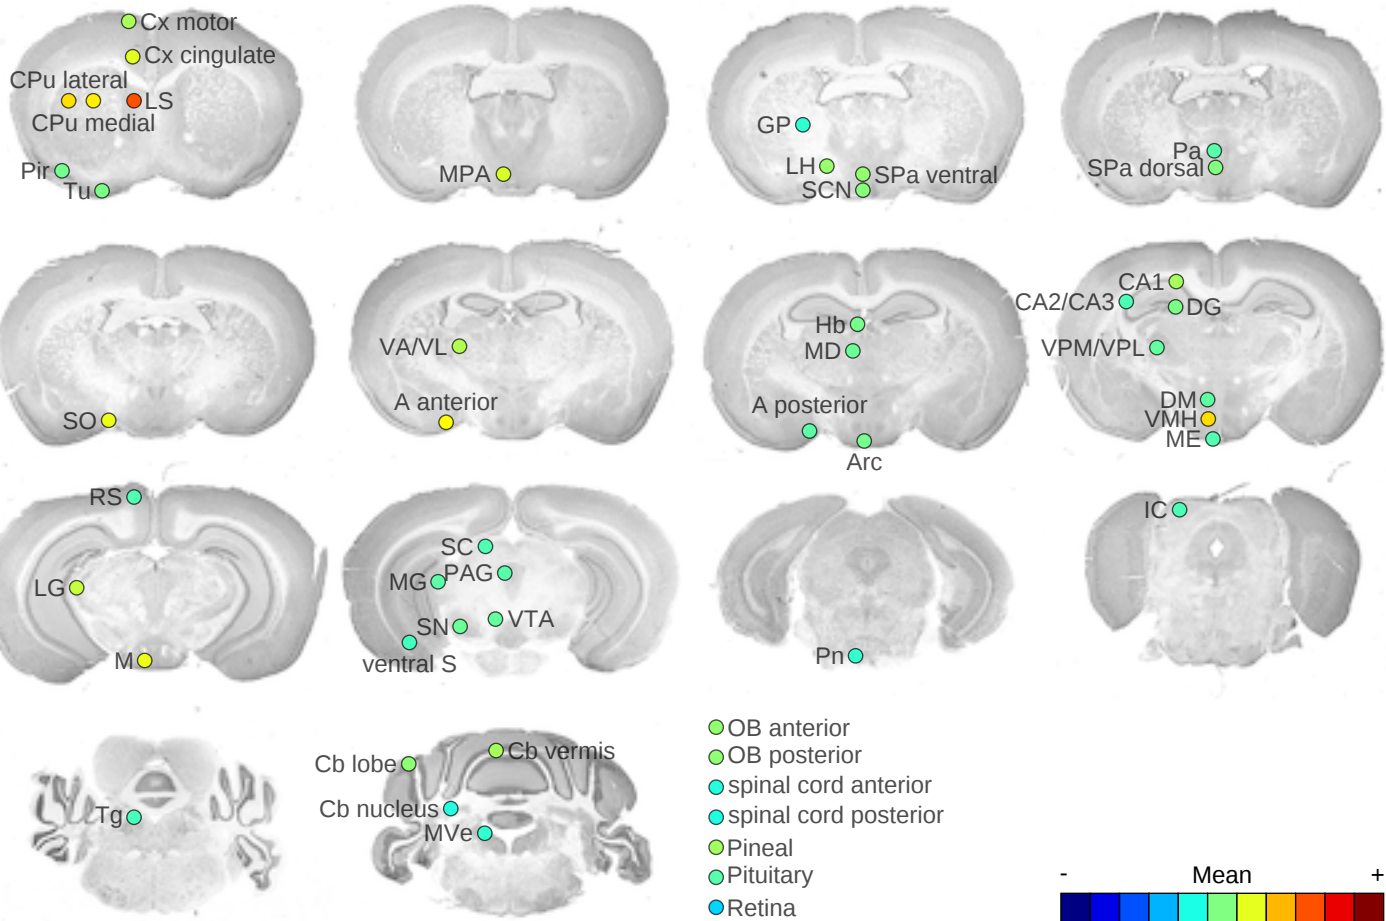 Cx motor
Cx cingulate
CPu lateral
LS
CPu medial
Pir
Tu
MPA
GP
LH
SPa ventral
SCN
Pa
SPa dorsal
SO
VA/VL
A anterior
Hb
MD
A posterior
Arc
CA1
CA2/CA3
DG
VPM/VPL
DM
VMH
ME
RS
LG
M
SC
MG
PAG
SN
VTA
ventral S
Pn
IC
Tg
Cb lobe
Cb vermis
Cb nucleus
MVe
OB anterior
OB posterior
spinal cord anterior
spinal cord posterior
Pineal
Pituitary
Retina
- Mean +